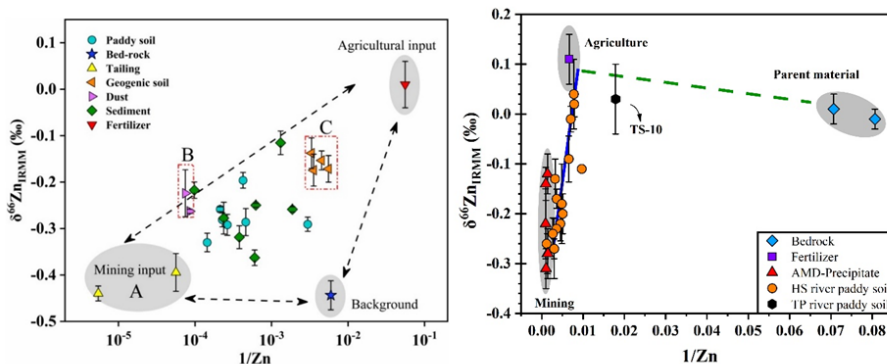 0.1
0.0
-0.1
-0.2
-0.3
-0.4
-0.5
δ⁶⁶Zn_IRMM (‰)
Paddy soil
Bed-rock
Tailing
Geogenic soil
Dust
Sediment
Fertilizer
Agricultural input
B
C
Mining input
A
Background
10⁻⁵
10⁻⁴
10⁻³
10⁻²
10⁻¹
1/Zn
0.2
0.1
0.0
-0.1
-0.2
-0.3
-0.4
δ⁶⁶Zn_IRMM (‰)
Agriculture
Parent material
TS-10
Mining
Bedrock
Fertilizer
AMD-Precipitate
HS river paddy soil
TP river paddy soil
0.00
0.01
0.02
0.03
0.04
0.05
0.06
0.07
0.08
1/Zn